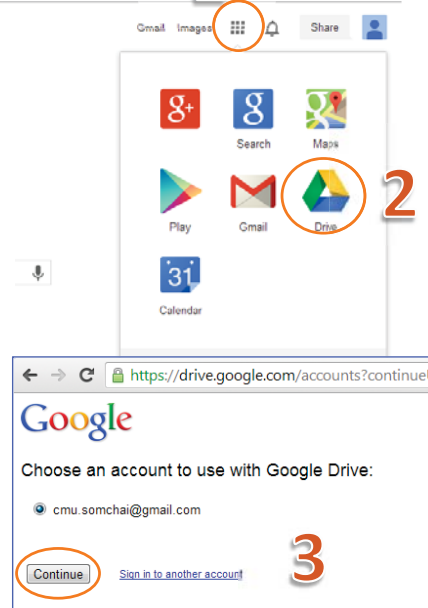 Gmail Images Share
g+ g
Search Maps
2
Play Gmail Drive
31
Calendar
https://drive.google.com/accounts?continue
Google
Choose an account to use with Google Drive:
cmu.somchai@gmail.com
3
Continue Sign in to another account